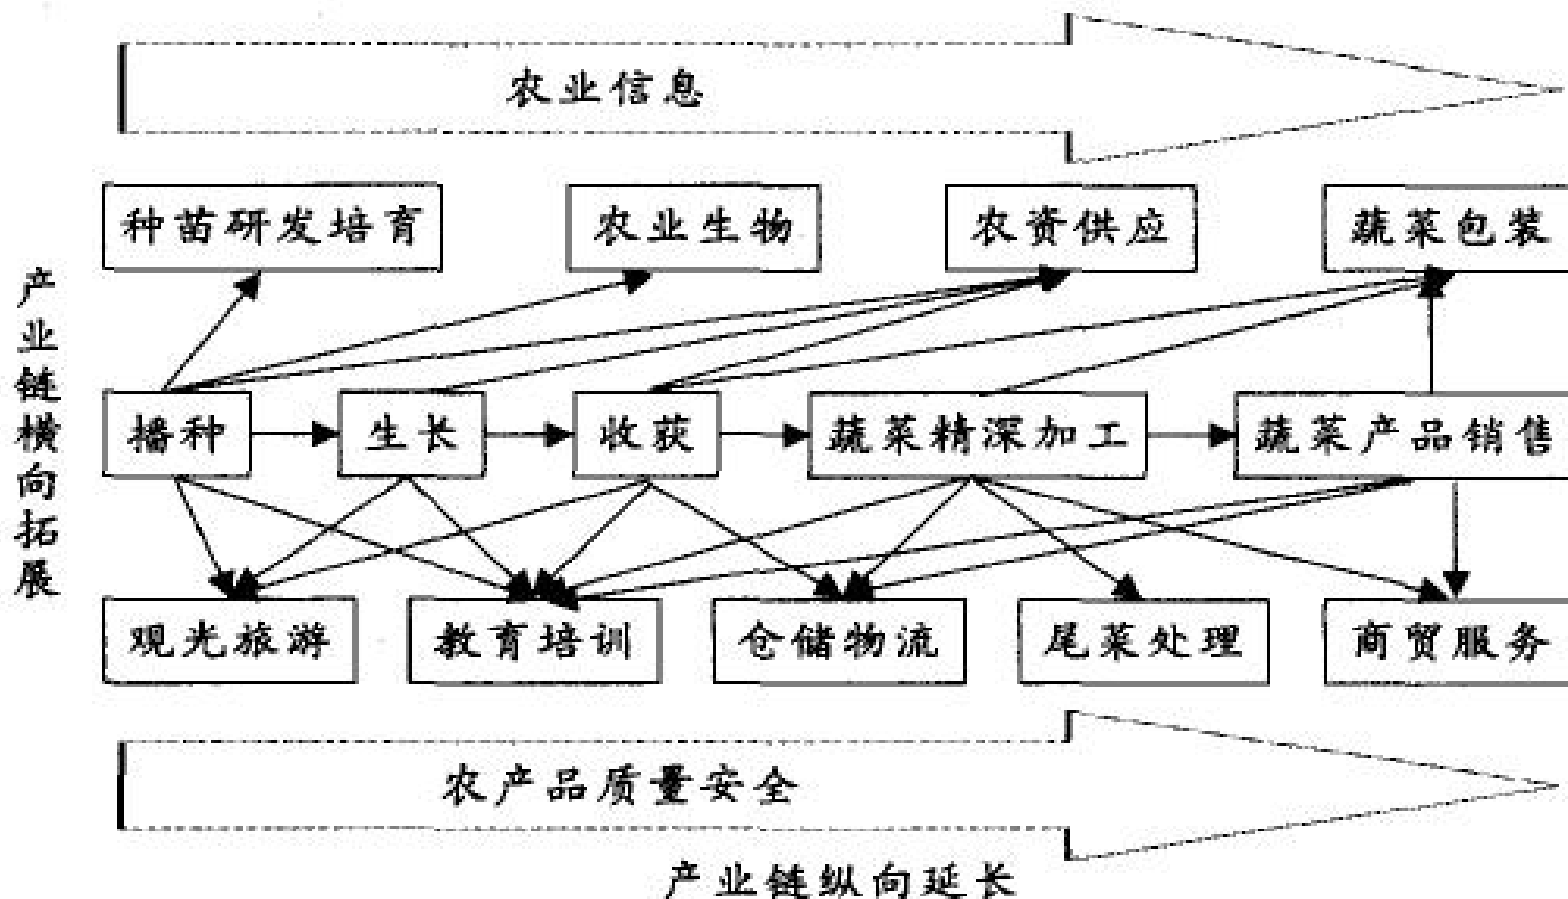 农业信息
种苗研发培育 农业生物 农资供应 蔬菜包装
产业链横向拓展
播种 生长 收获 蔬菜精深加工 蔬菜产品销售
观光旅游 教育培训 仓储物流 尾菜处理 商贸服务
农产品质量安全
产业链纵向延长